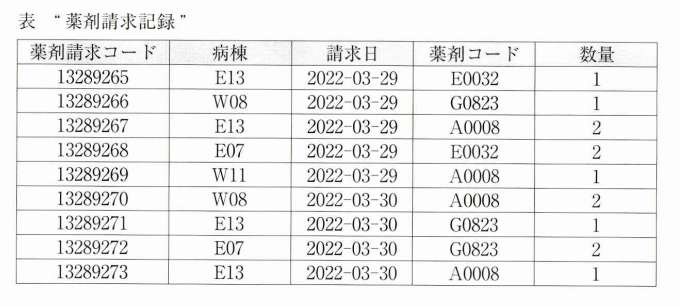 表 “薬剤請求記録”
薬剤請求コード 病棟 請求日 薬剤コード 数量
13289265 E13 2022-03-29 E0032 1
13289266 W08 2022-03-29 G0823 1
13289267 E13 2022-03-29 A0008 2
13289268 E07 2022-03-29 E0032 2
13289269 W11 2022-03-29 A0008 1
13289270 W08 2022-03-30 A0008 2
13289271 E13 2022-03-30 G0823 1
13289272 E07 2022-03-30 G0823 2
13289273 E13 2022-03-30 A0008 1